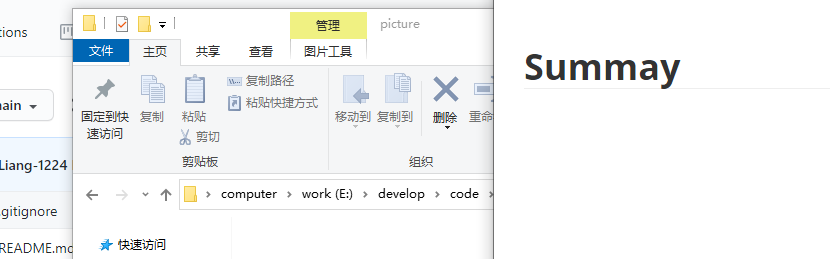 管理
picture
文件
主页
共享
查看
图片工具
固定到快速访问
复制
粘贴
复制路径
粘贴快捷方式
剪切
剪贴板
移动到
复制到
删除
重命
组织
computer
work (E:)
develop
code
快速访问
Liang-1224
gitignore
README.m
Summay